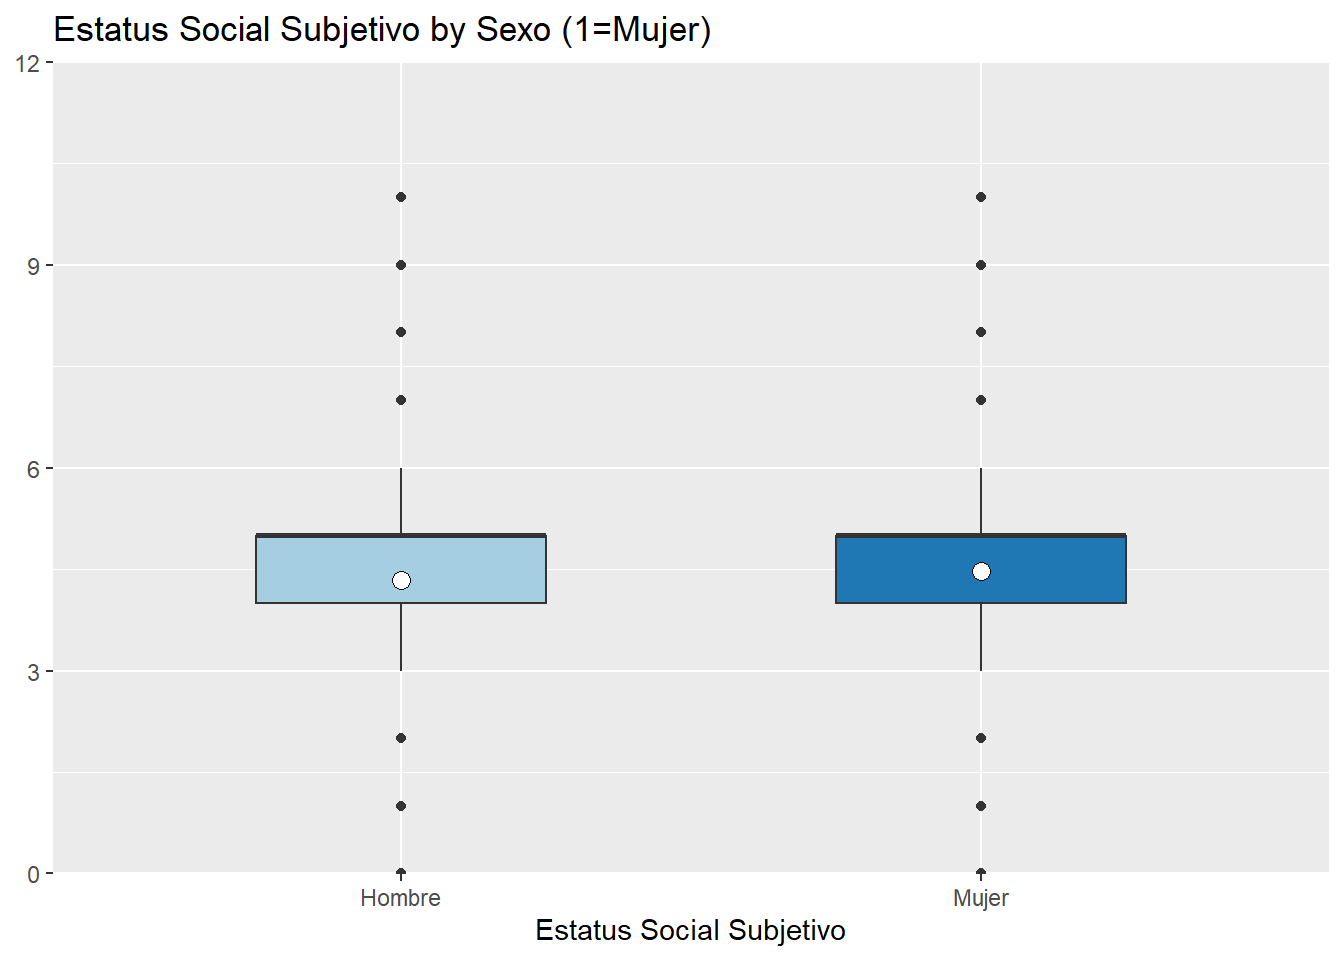 Estatus Social Subjetivo by Sexo (1=Mujer)
12
9
6
3
0
Hombre Mujer
Estatus Social Subjetivo